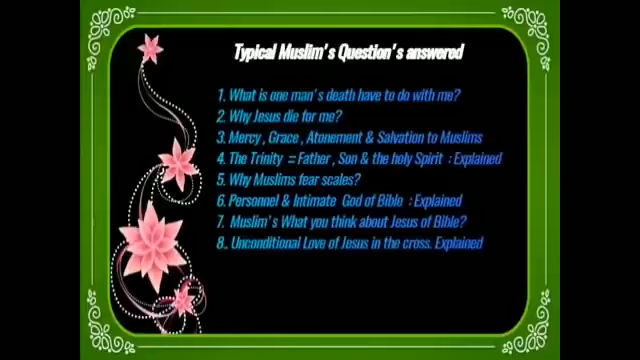 Typical Muslim's Question's answered
1. What is one man's death have to do with me?
2. Why Jesus die for me?
3. Mercy , Grace , Atonement & Salvation to Muslims
4. The Trinity = Father , Son & the holy Spirit : Explained
5. Why Muslims fear scales?
6. Personnel & Intimate God of Bible : Explained
7. Muslim's What you think about Jesus of Bible?
8.. Unconditional Love of Jesus in the cross. Explained